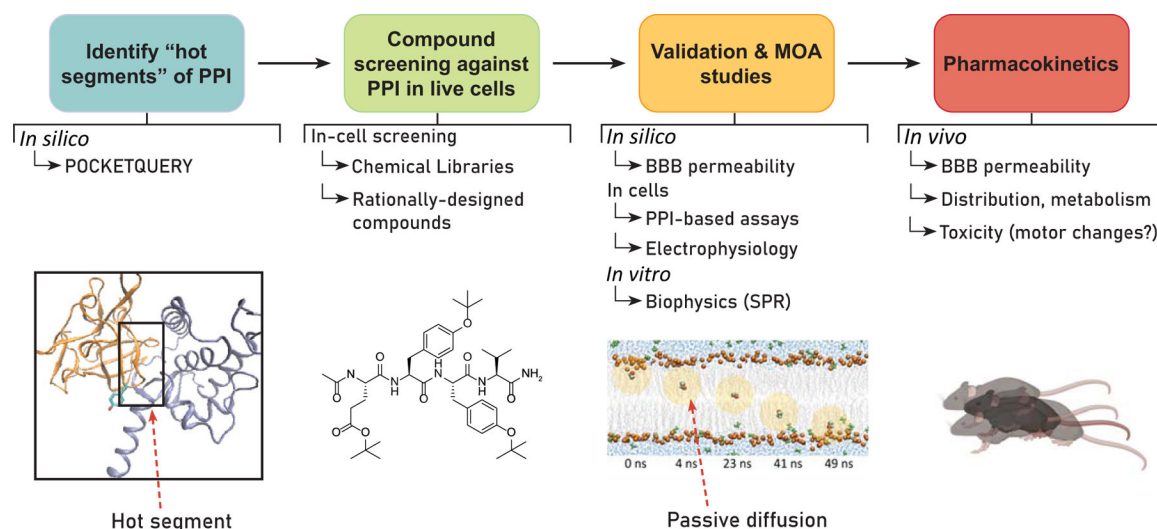 Identify “hot
segments” of PPI
Compound
screening against
PPI in live cells
Validation & MOA
studies
Pharmacokinetics
In silico
POCKETQUERY
In-cell screening
Chemical Libraries
Rationally-designed
compounds
In silico
BBB permeability
In cells
PPI-based assays
Electrophysiology
In vitro
Biophysics (SPR)
In vivo
BBB permeability
Distribution, metabolism
Toxicity (motor changes?)
Hot segment
O
H
N
O
O
O
H
N
O
O
H
N
O
O
H
N
O
NH₂
0 ns
4 ns
23 ns
41 ns
49 ns
Passive diffusion